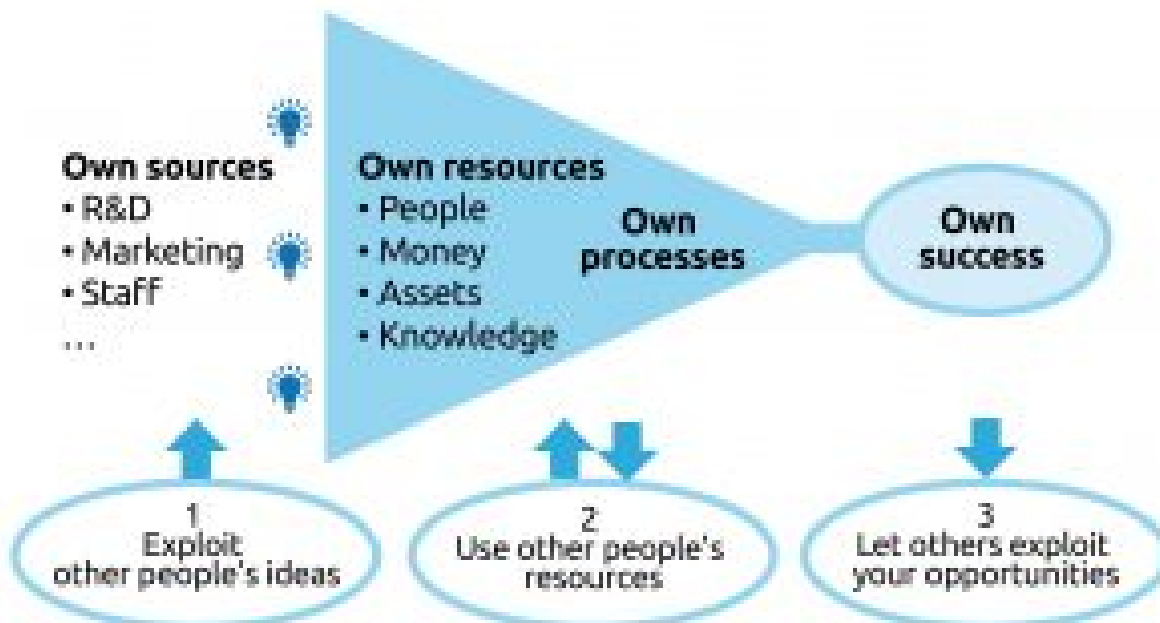 Own sources
• R&D
• Marketing
• Staff
...
Own resources
• People
• Money
• Assets
• Knowledge
Own
processes
Own
success
1
Exploit
other people's ideas
2
Use other people's
resources
3
Let others exploit
your opportunities